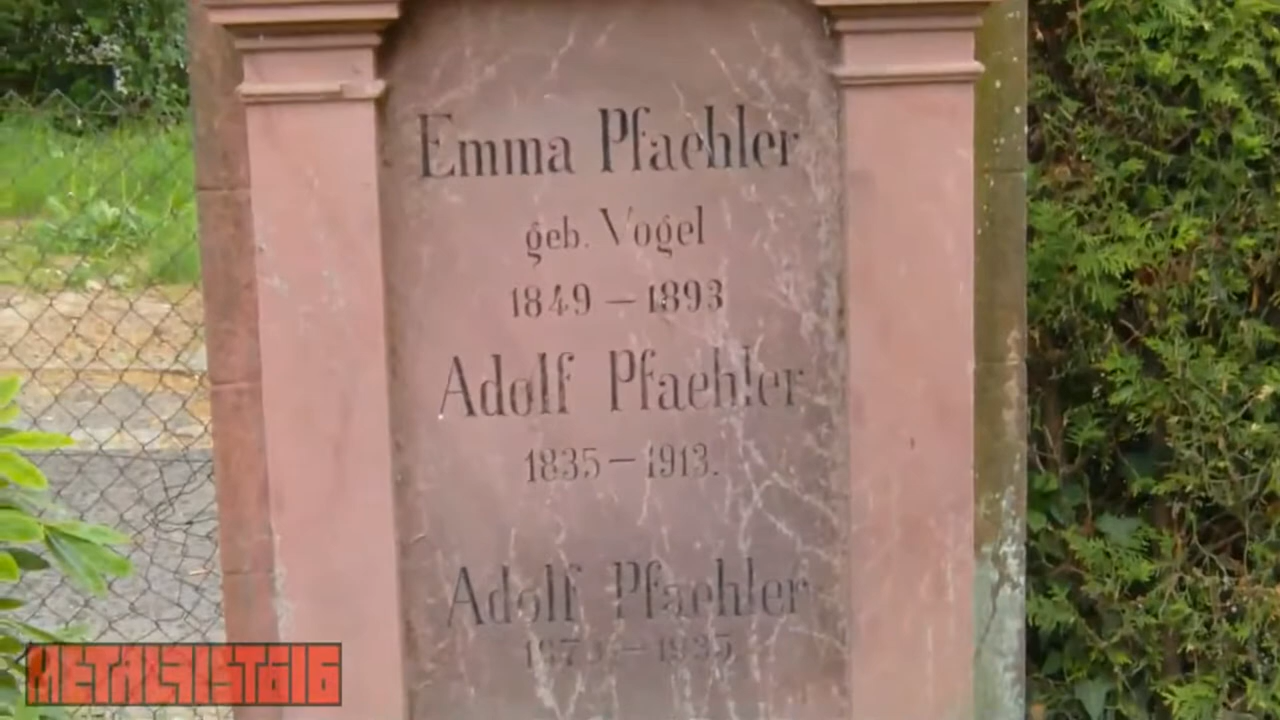 Emma Pfaehler
geb. Vogel
1849 – 1893
Adolf Pfaehler
1835 – 1913.
Adolf Pfaehler